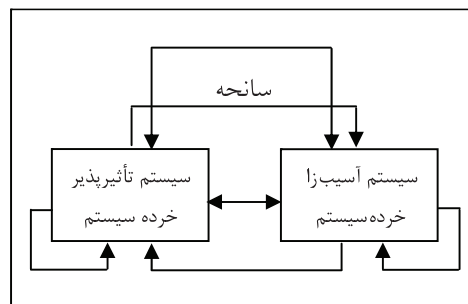 سانحه
سیستم آسیب‌زا
خرده‌سیستم
سیستم تأثیرپذیر
خرده سیستم